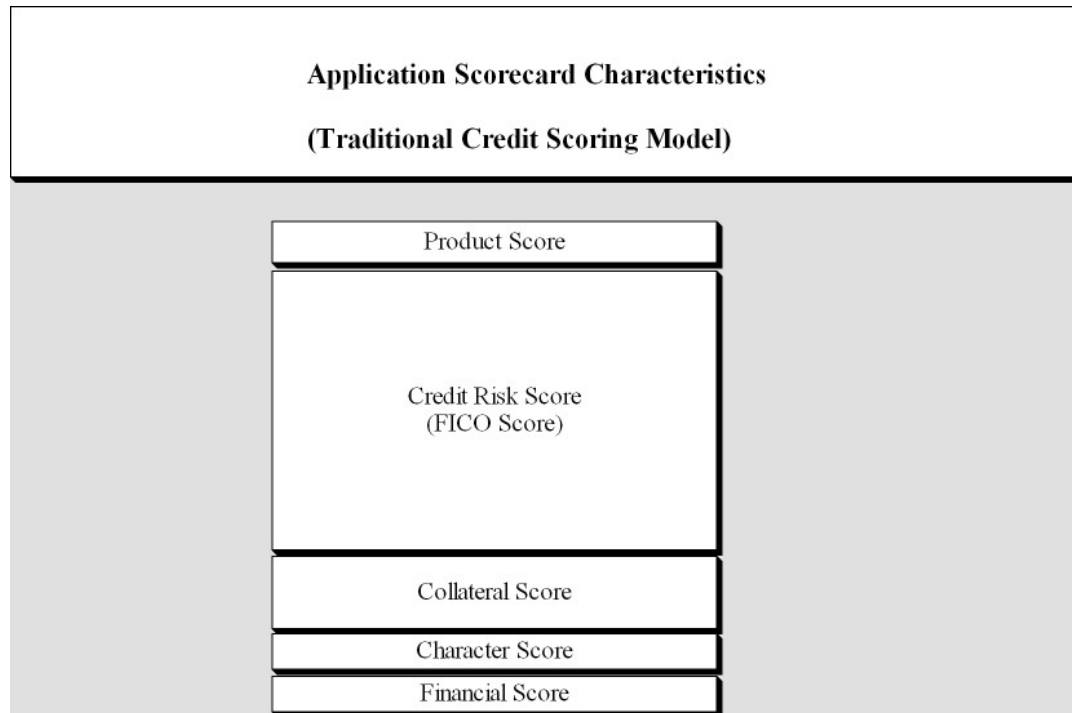 Application Scorecard Characteristics
(Traditional Credit Scoring Model)
Product Score
Credit Risk Score
(FICO Score)
Collateral Score
Character Score
Financial Score